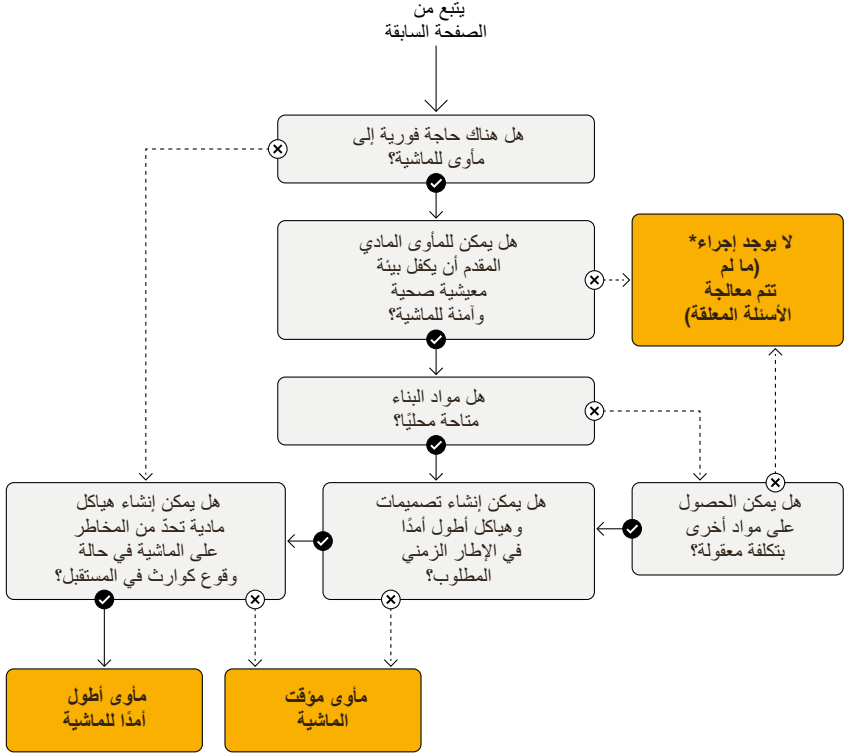 يتبع من
الصفحة السابقة
هل هناك حاجة فورية إلى
مأوى للماشية؟
هل يمكن للمأوى المادي
المقدم أن يكفل بيئة
معيشية صحية
وآمنة للماشية؟
لا يوجد إجراء*
(ما لم
تتم معالجة
الأسئلة المعلقة)
هل مواد البناء
متاحة محليًا؟
هل يمكن الحصول
على مواد أخرى
بتكلفة معقولة؟
هل يمكن إنشاء تصميمات
وهياكل أطول أمدًا
في الإطار الزمني
المطلوب؟
هل يمكن إنشاء هياكل
مادية تحدّ من المخاطر
على الماشية في حالة
وقوع كوارث في المستقبل؟
مأوى مؤقت
الماشية
مأوى أطول
أمدًا للماشية